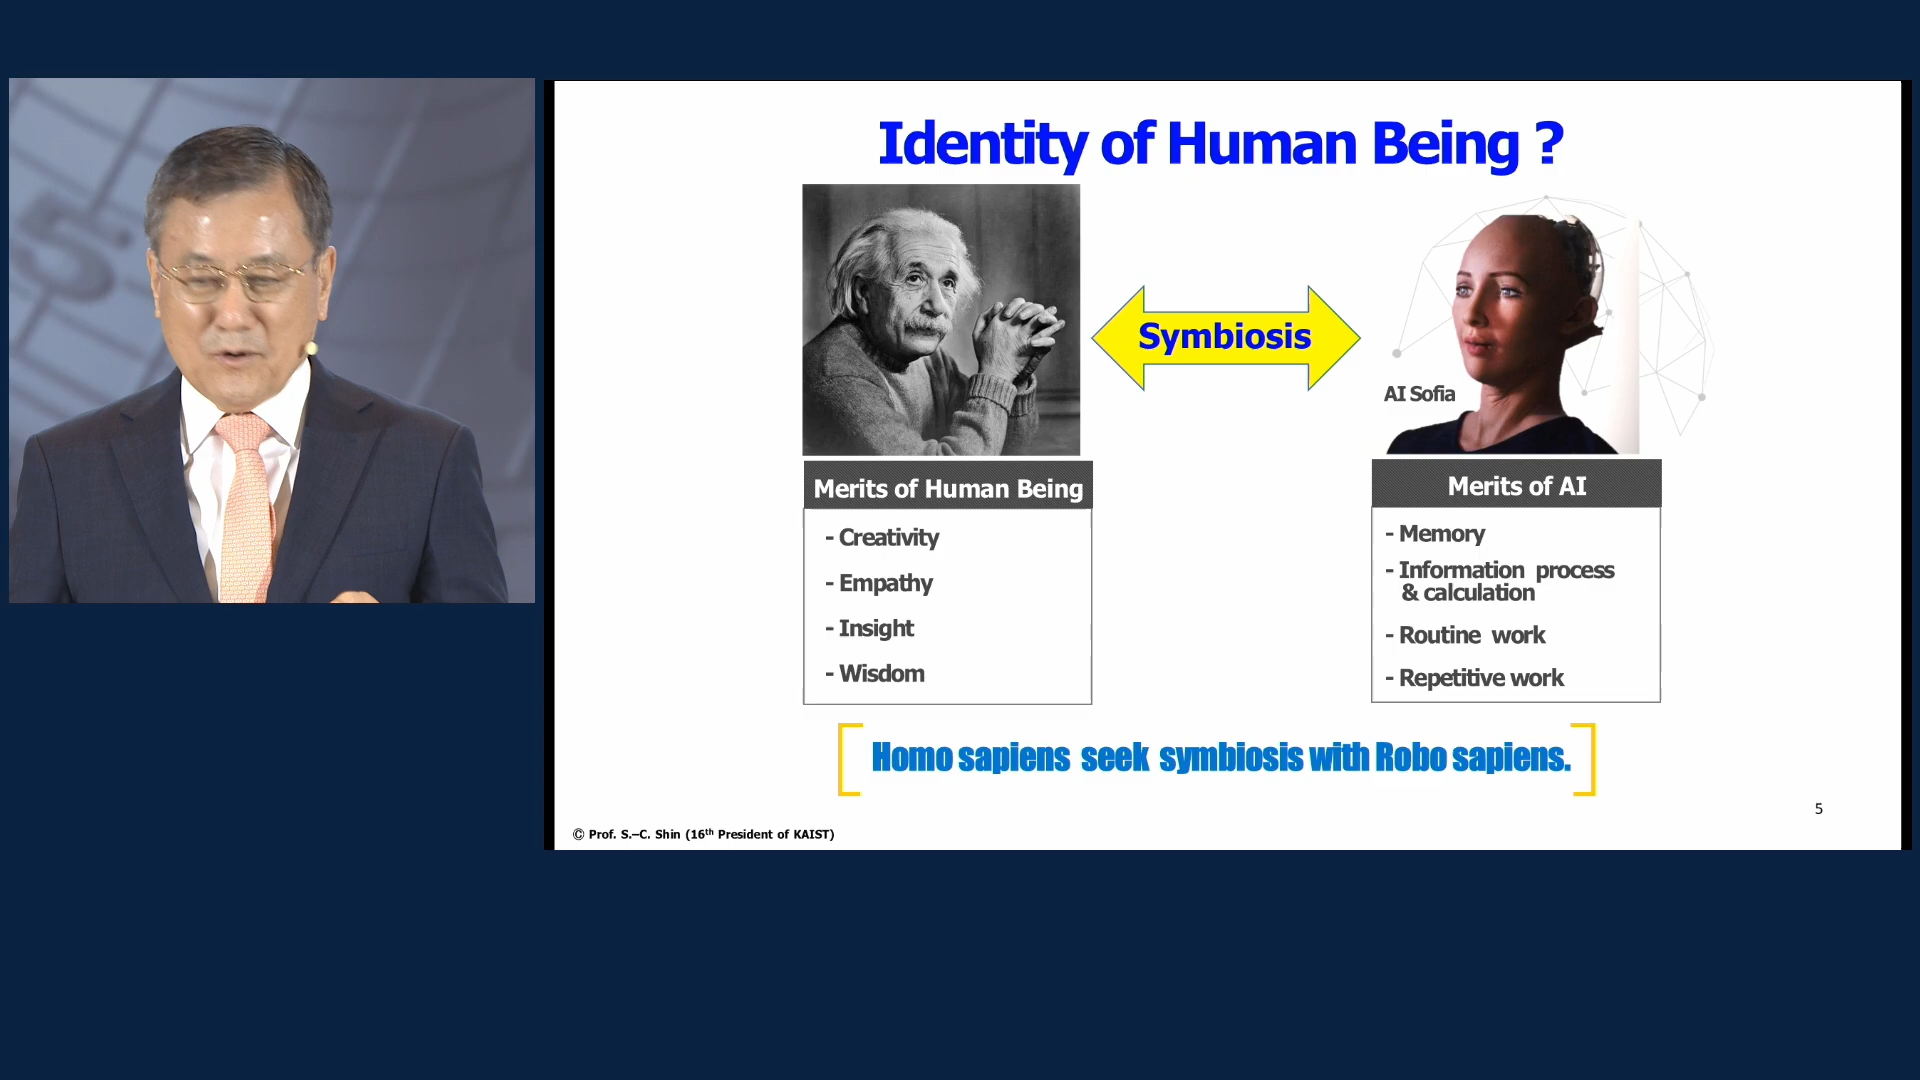 Identity of Human Being ?
Symbiosis
AI Sofia
Merits of Human Being
- Creativity
- Empathy
- Insight
- Wisdom
Merits of AI
- Memory
- Information process
& calculation
- Routine work
- Repetitive work
Homo sapiens seek symbiosis with Robo sapiens.
5
© Prof. S.–C. Shin (16th President of KAIST)
5